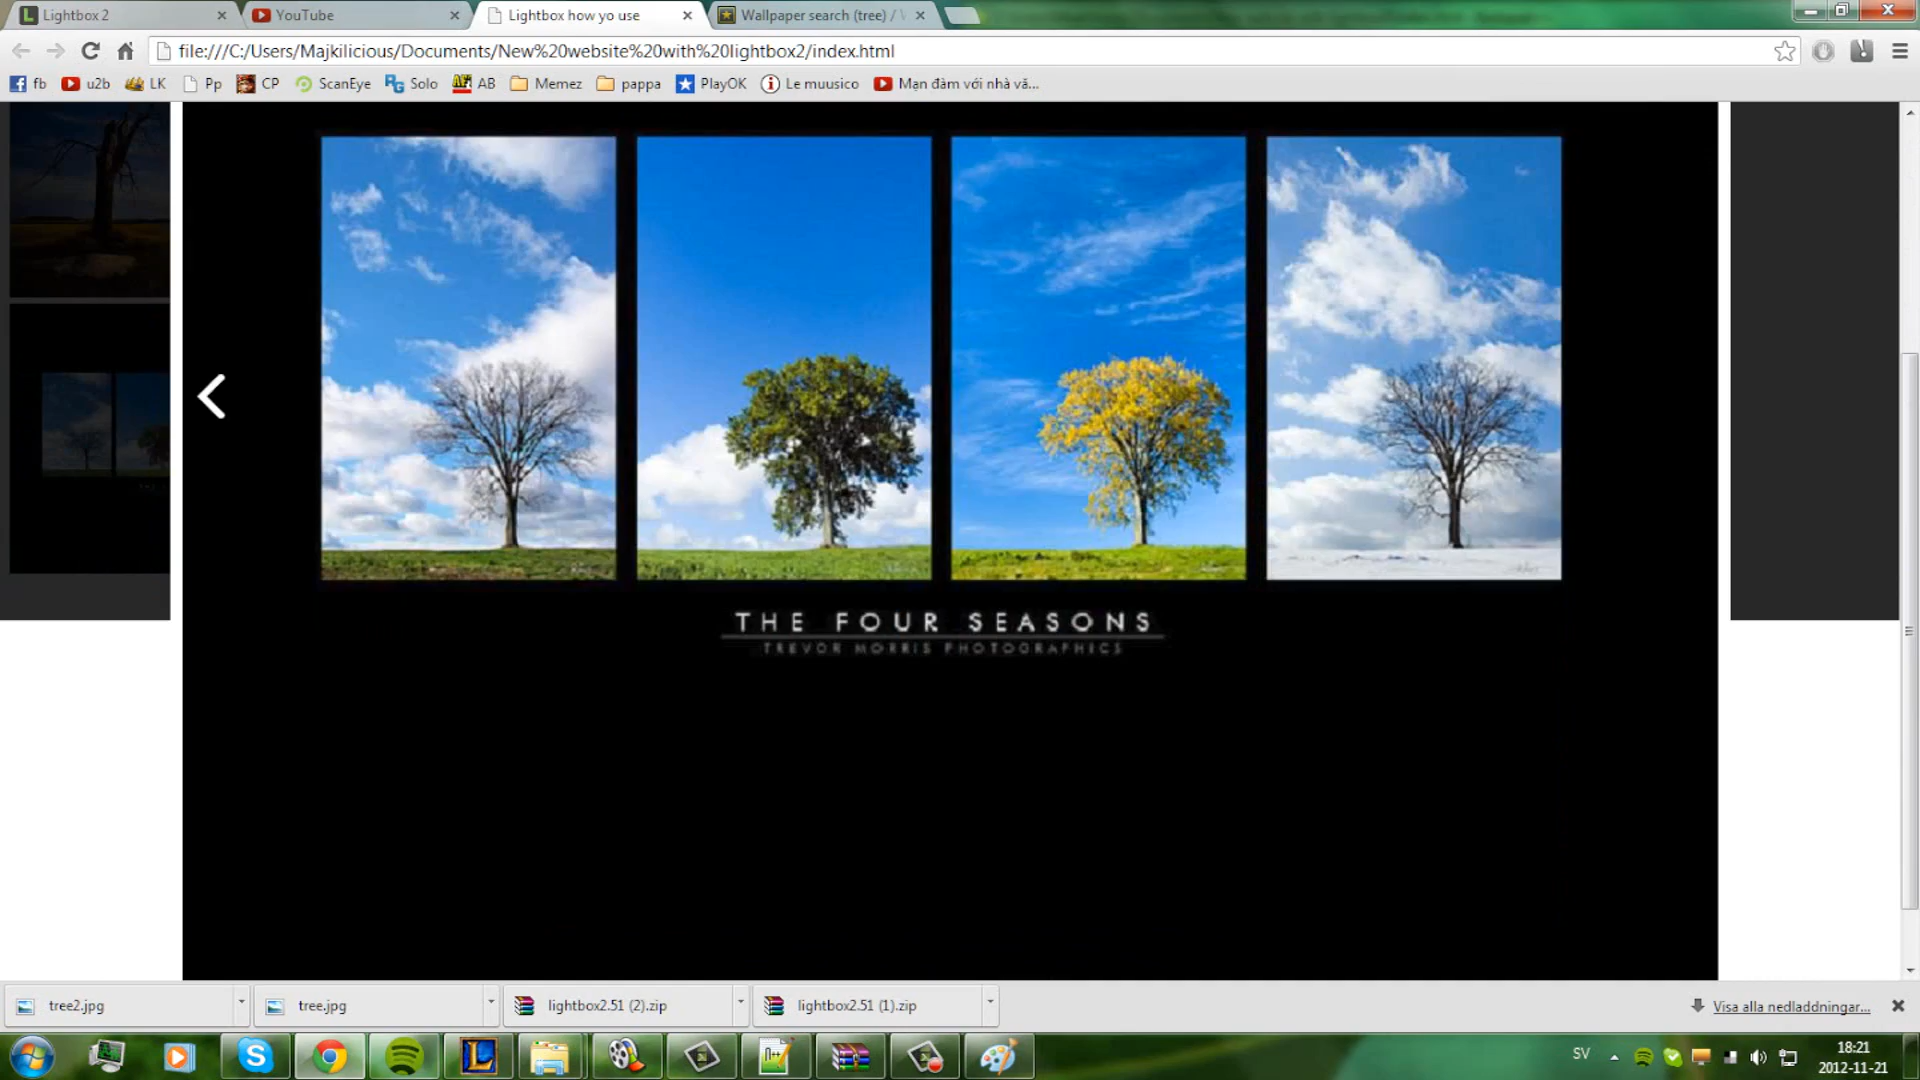 Lightbox 2
YouTube
Lightbox how yo use
Wallpaper search (tree) /
file:///C:/Users/Majkilicious/Documents/New%20website%20with%20lightbox2/index.html
fb
u2b
LK
Pp
CP
ScanEye
Solo
AB
Memez
pappa
PlayOK
Le muusico
Mạn đàm với nhà vă...
THE FOUR SEASONS
TREVOR MORRIS PHOTOGRAPHICS
tree2.jpg
tree.jpg
lightbox2.51 (2).zip
lightbox2.51 (1).zip
Visa alla nedladdningar...
SV
18:21
2012-11-21